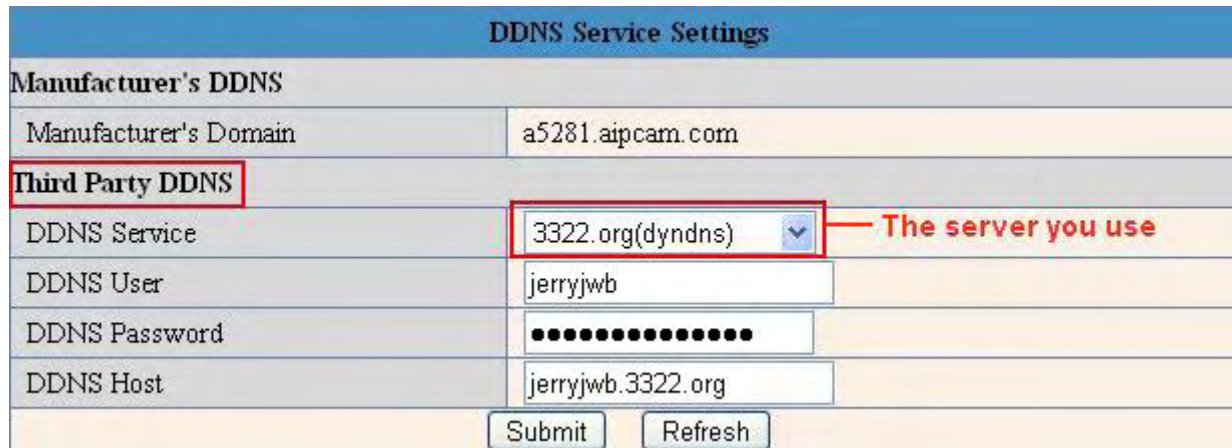 DDNS Service Settings
Manufacturer's DDNS
Manufacturer's Domain a5281.aipcam.com
Third Party DDNS
DDNS Service 3322.org(dyndns) The server you use
DDNS User jerryjwb
DDNS Password ●●●●●●●●●●●●●●
DDNS Host jerryjwb.3322.org
Submit Refresh